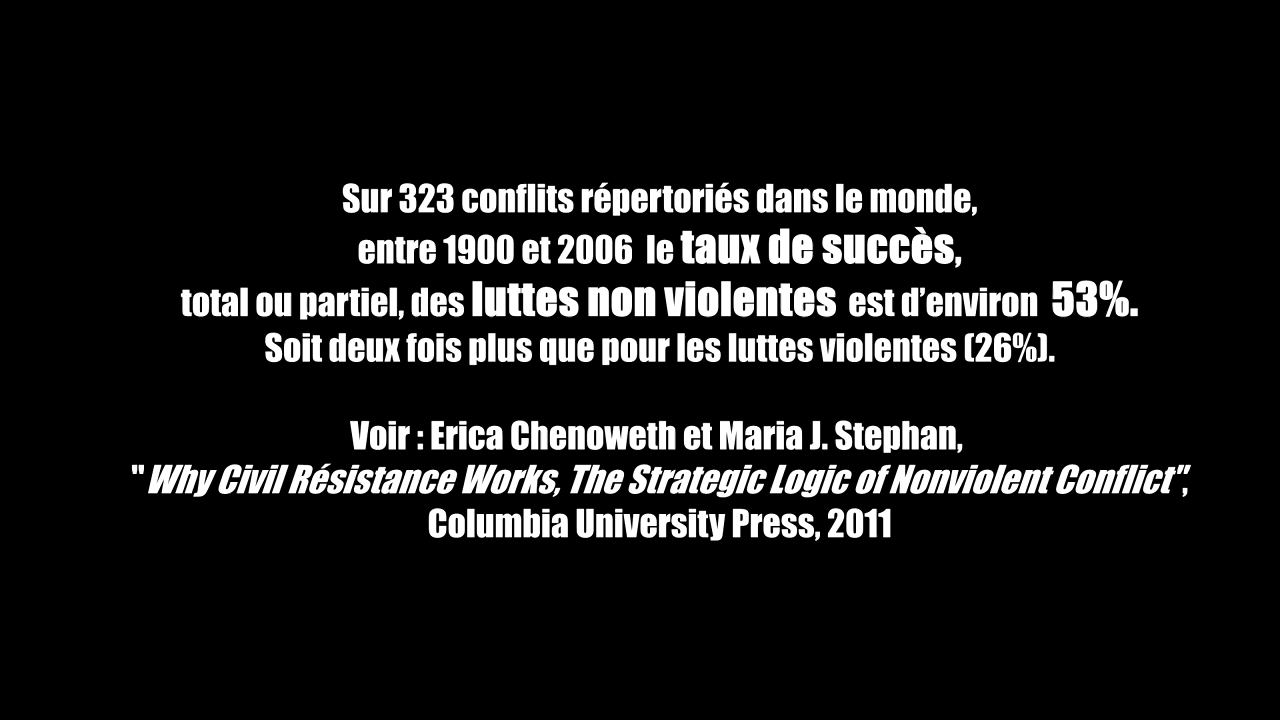 Sur 323 conflits répertoriés dans le monde,
entre 1900 et 2006 le taux de succès,
total ou partiel, des luttes non violentes est d’environ 53%.
Soit deux fois plus que pour les luttes violentes (26%).
Voir : Erica Chenoweth et Maria J. Stephan,
"Why Civil Résistance Works, The Strategic Logic of Nonviolent Conflict",
Columbia University Press, 2011